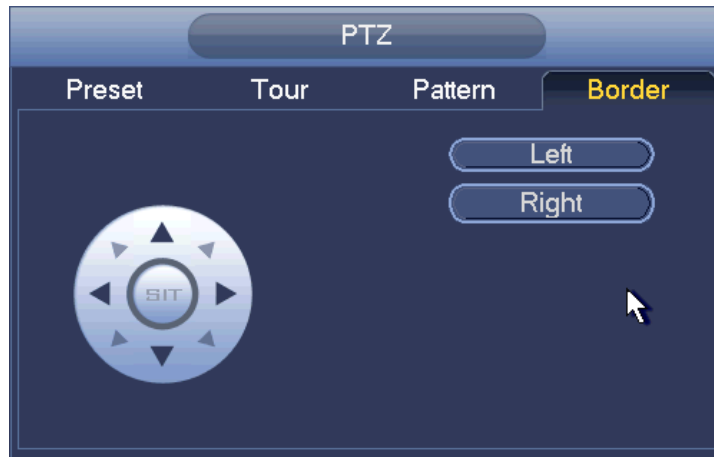 PTZ
Preset Tour Pattern Border
Left
Right
SIT